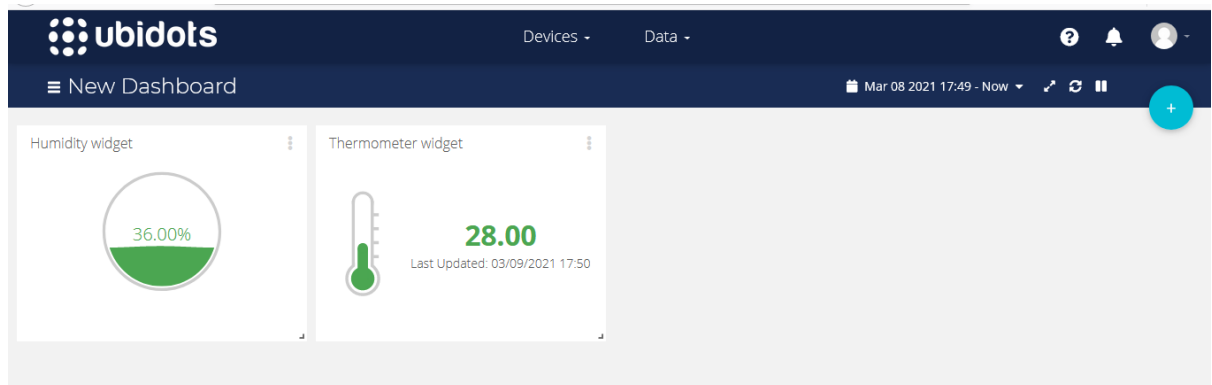 ubidots
Devices
Data
?
New Dashboard
Mar 08 2021 17:49 - Now
+
Humidity widget
36.00%
Thermometer widget
28.00
Last Updated: 03/09/2021 17:50